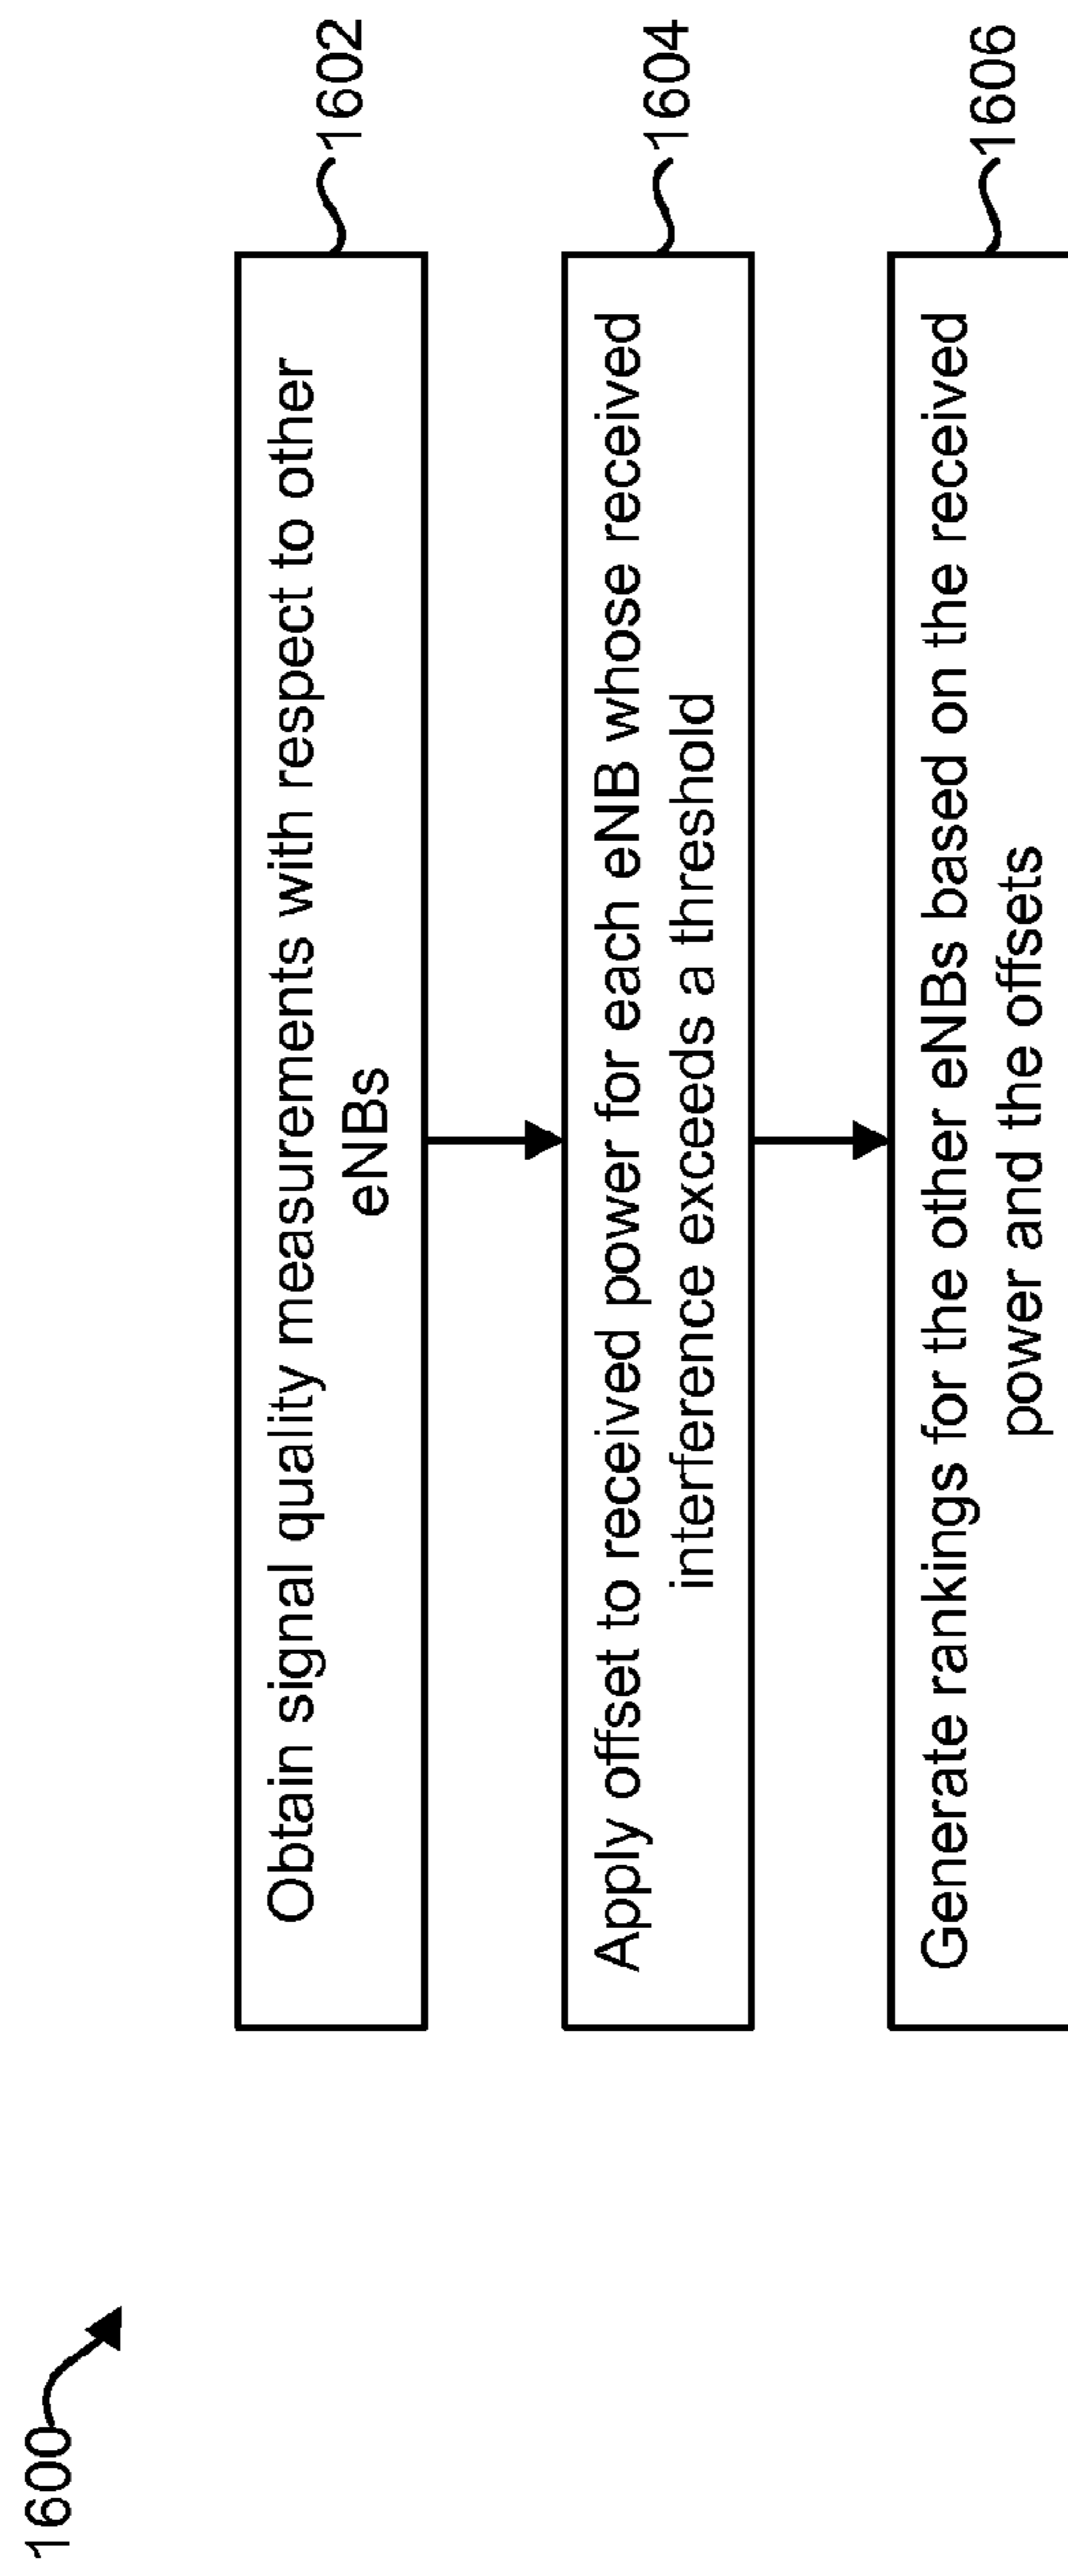 1600
Obtain signal quality measurements with respect to other
eNBs
1602
Apply offset to received power for each eNB whose received
interference exceeds a threshold
1604
Generate rankings for the other eNBs based on the received
power and the offsets
1606